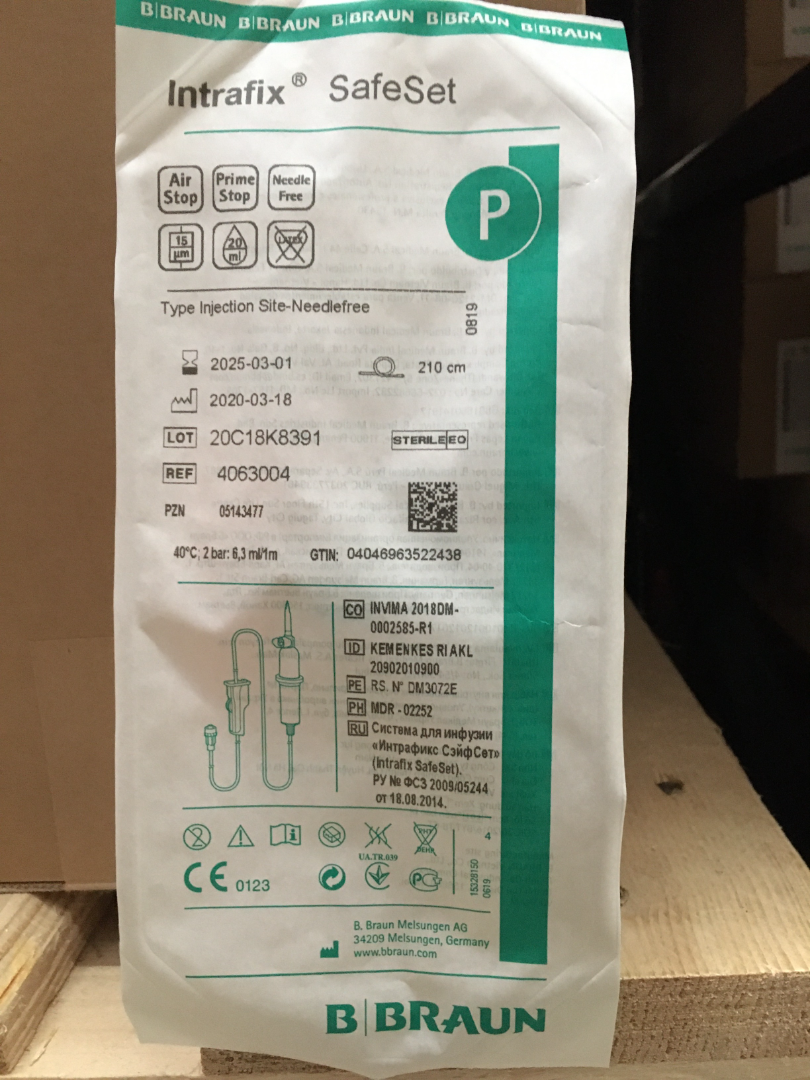 B|BRAUN B|BRAUN B|BRAUN B|BRAUN B|BRAUN
Intrafix® SafeSet
Air Stop
Prime Stop
Needle Free
P
15 µm
20 ml
LATEX
Type Injection Site-Needlefree
0819
2025-03-01
210 cm
2020-03-18
LOT 20C18K8391
STERILE EO
REF 4063004
PZN 05143477
40°C; 2 bar: 6,3 ml/1m GTIN: 04046963522438
CO INVIMA 2018DM-
0002585-R1
ID KEMENKES RI AKL
20902010900
PE RS. N° DM3072E
PH MDR - 02252
RU Система для инфузии
«Интрафикс СэйфСет»
(Intrafix SafeSet).
РУ № ФСЗ 2009/05244
от 18.08.2014.
2
UA.TR.039
4
CE 0123
15328150
0619
B. Braun Melsungen AG
34209 Melsungen, Germany
www.bbraun.com
B|BRAUN